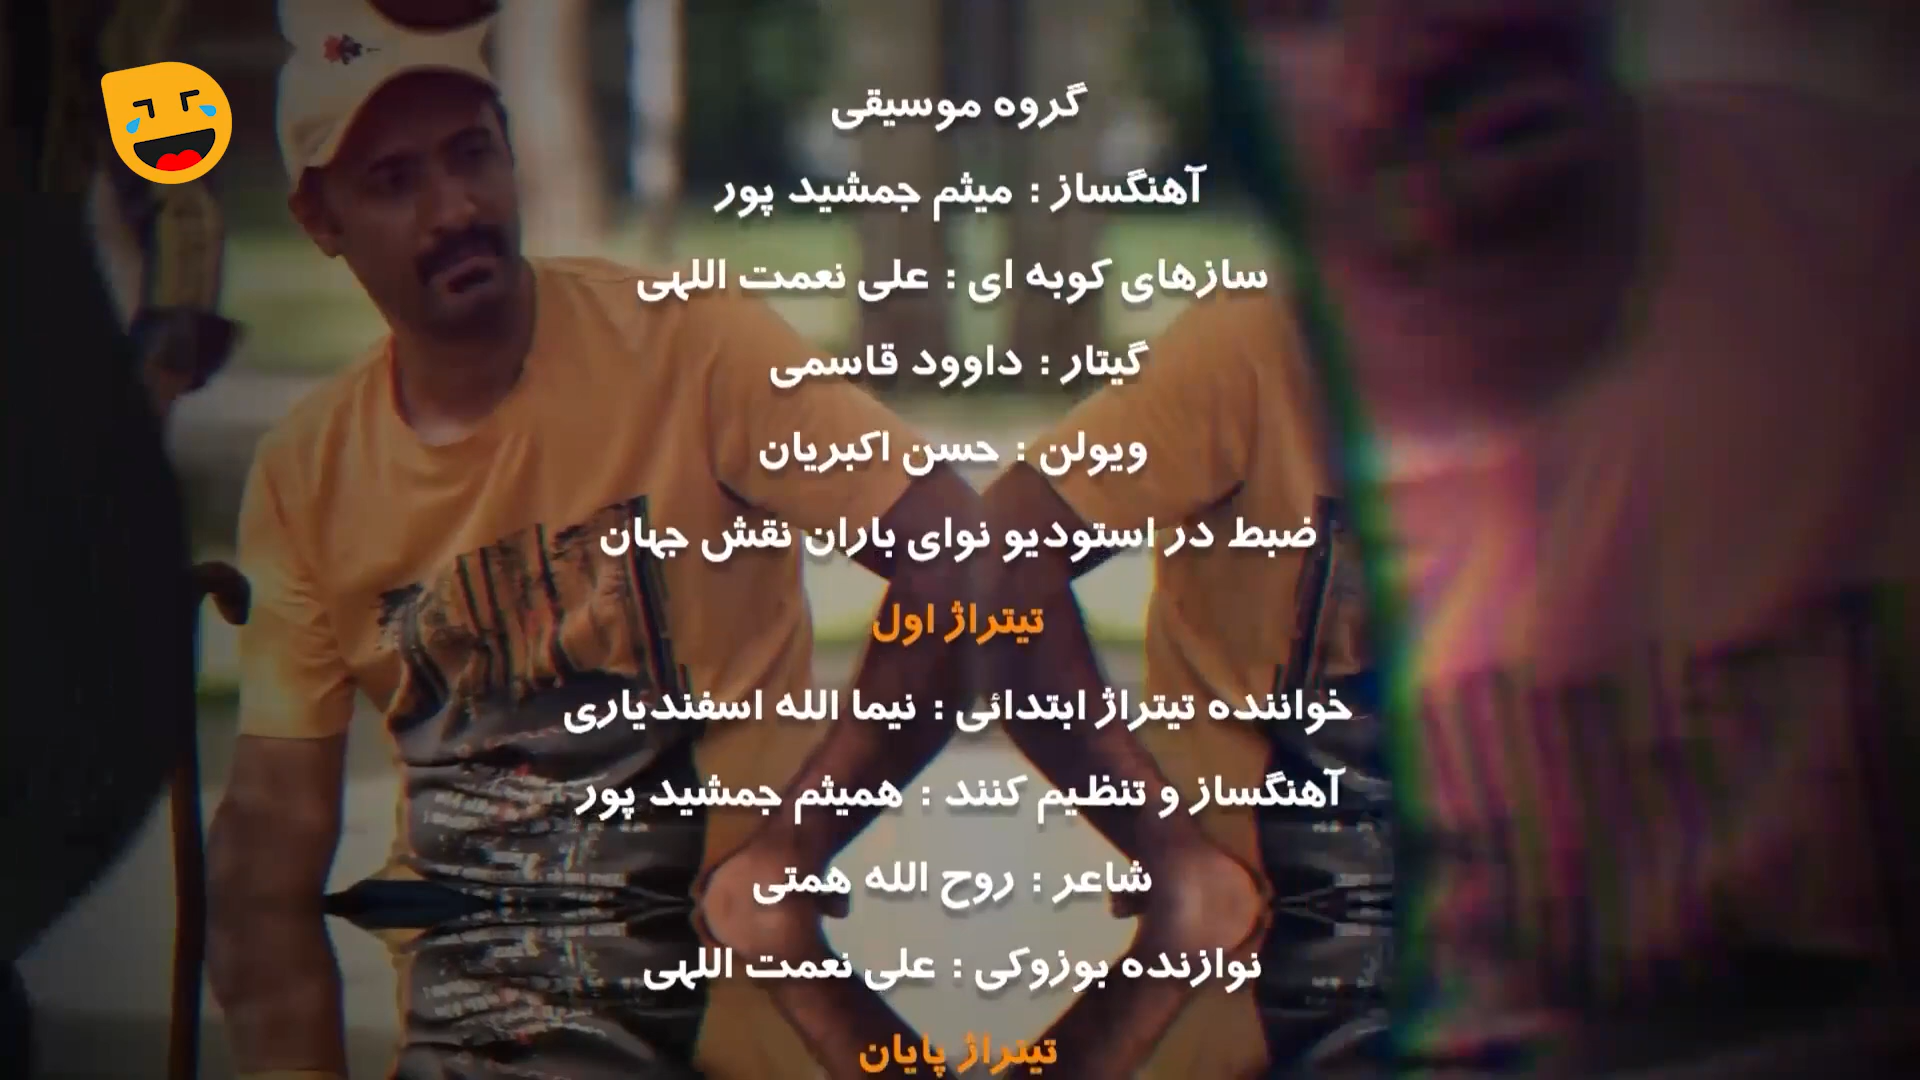 گروه موسیقی
آهنگساز : میثم جمشید پور
سازهای کوبه ای : علی نعمت اللهی
گیتار : داوود قاسمی
ویولن : حسن اکبریان
ضبط در استودیو نوای باران نقش جهان
تیتراژ اول
خواننده تیتراژ ابتدائی : نیما الله اسفندیاری
آهنگساز و تنظیم کنند : همیثم جمشید پور
شاعر : روح الله همتی
نوازنده بوزوکی : علی نعمت اللهی
تیتراژ پایان